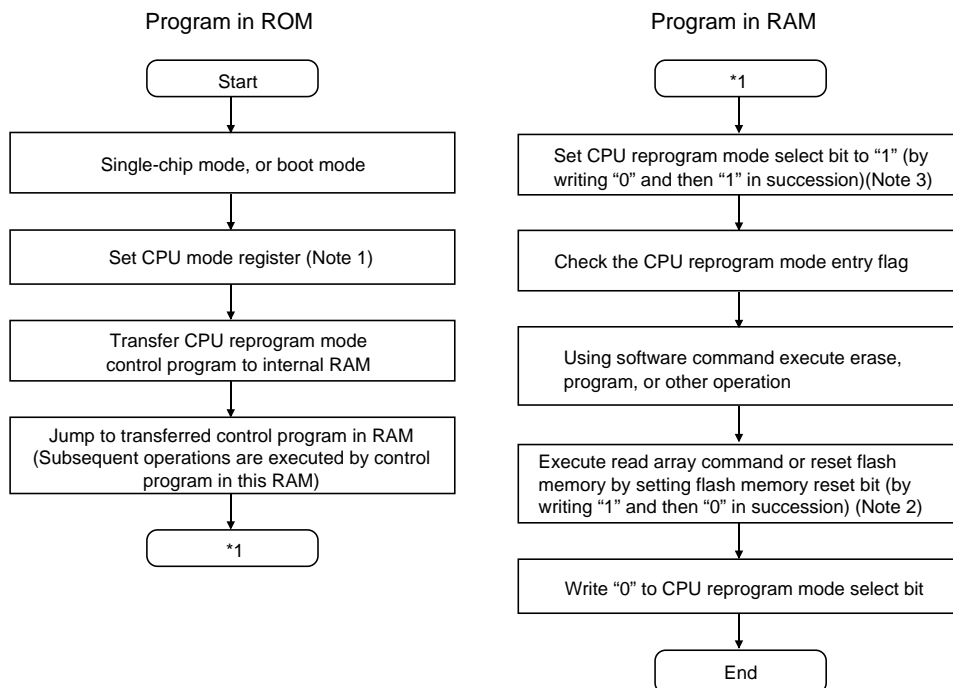 Program in ROM
Start
Single-chip mode, or boot mode
Set CPU mode register (Note 1)
Transfer CPU reprogram mode
control program to internal RAM
Jump to transferred control program in RAM
(Subsequent operations are executed by control
program in this RAM)
*1
Program in RAM
*1
Set CPU reprogram mode select bit to “1” (by
writing “0” and then “1” in succession)(Note 3)
Check the CPU reprogram mode entry flag
Using software command execute erase,
program, or other operation
Execute read array command or reset flash
memory by setting flash memory reset bit (by
writing “1” and then “0” in succession) (Note 2)
Write “0” to CPU reprogram mode select bit
End